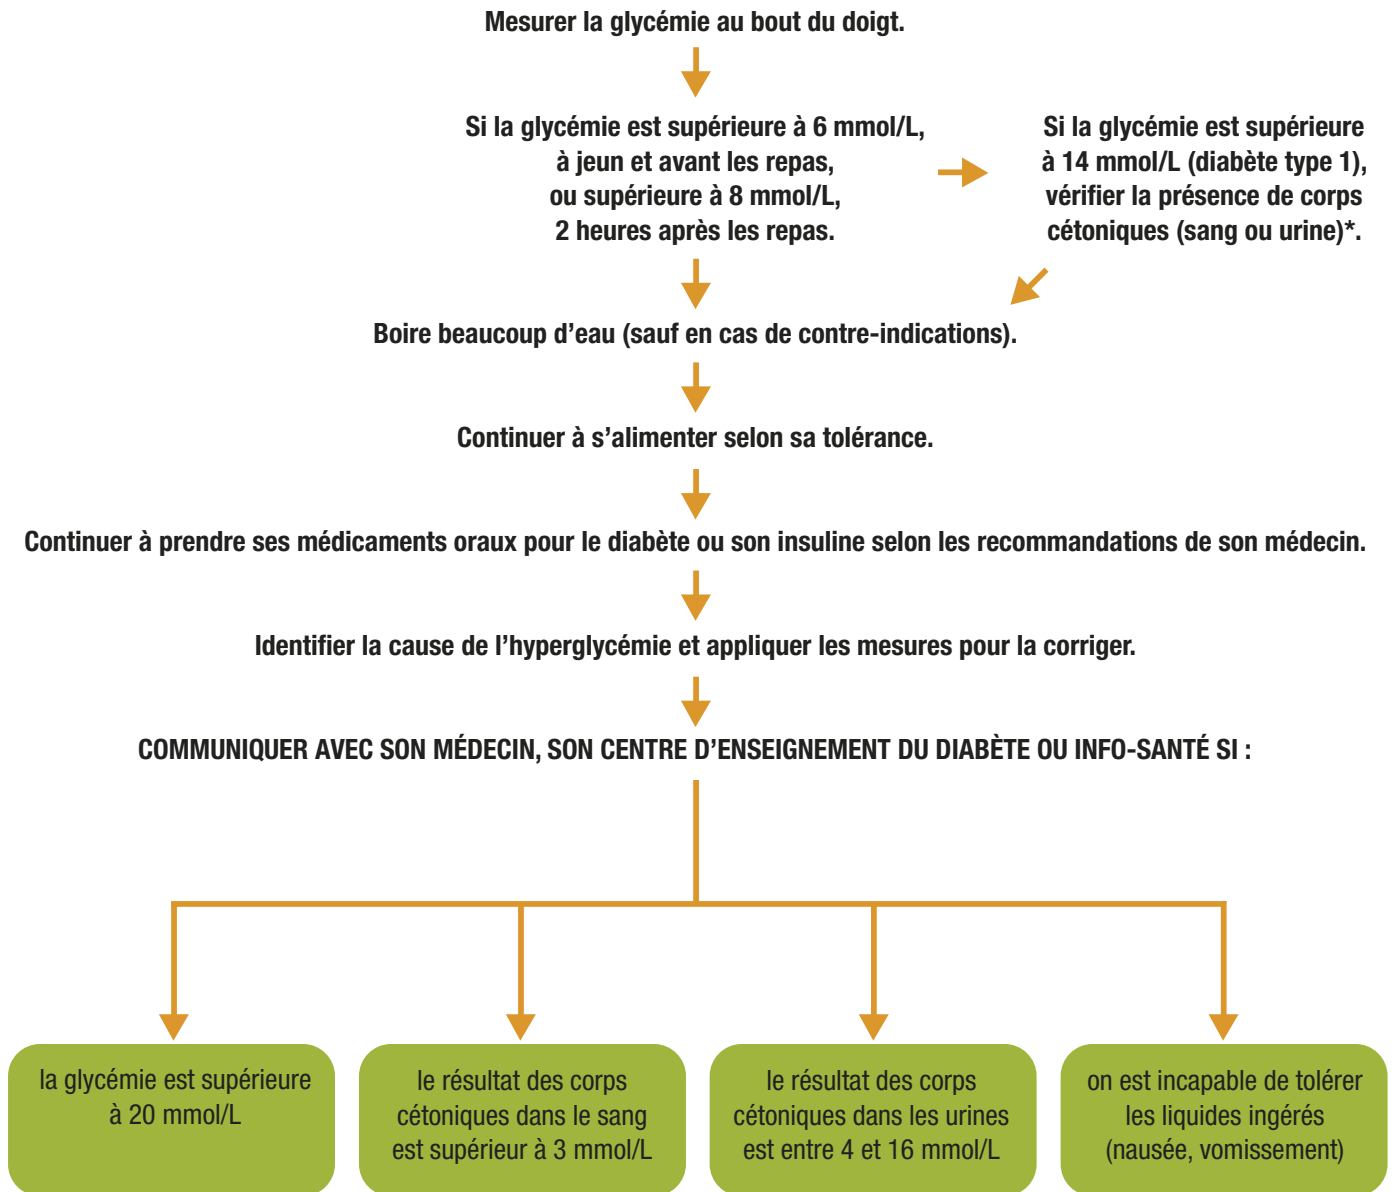 Mesurer la glycémie au bout du doigt.
Si la glycémie est supérieure à 6 mmol/L,
à jeun et avant les repas,
ou supérieure à 8 mmol/L,
2 heures après les repas.
Si la glycémie est supérieure
à 14 mmol/L (diabète type 1),
vérifier la présence de corps
cétoniques (sang ou urine)*.
Boire beaucoup d’eau (sauf en cas de contre-indications).
Continuer à s’alimenter selon sa tolérance.
Continuer à prendre ses médicaments oraux pour le diabète ou son insuline selon les recommandations de son médecin.
Identifier la cause de l’hyperglycémie et appliquer les mesures pour la corriger.
COMMUNIQUER AVEC SON MÉDECIN, SON CENTRE D’ENSEIGNEMENT DU DIABÈTE OU INFO-SANTÉ SI :
la glycémie est supérieure
à 20 mmol/L
le résultat des corps
cétoniques dans le sang
est supérieur à 3 mmol/L
le résultat des corps
cétoniques dans les urines
est entre 4 et 16 mmol/L
on est incapable de tolérer
les liquides ingérés
(nausée, vomissement)